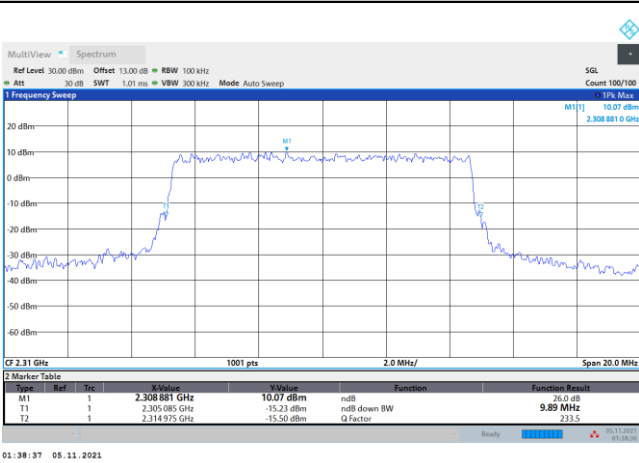 MultiView Spectrum
Ref Level 30.00 dBm Offset 13.00 dB RBW 100 kHz SGL
Att 30 dB SWT 1.01 ms VBW 300 kHz Mode Auto Sweep Count 100/100
1 Frequency Sweep 1Pk Max
M1[1] 10.07 dBm
2.308 881 0 GHz
20 dBm
M1
10 dBm
0 dBm
-10 dBm
T1 T2
-20 dBm
-30 dBm
-40 dBm
-50 dBm
-60 dBm
CF 2.31 GHz 1001 pts 2.0 MHz/ Span 20.0 MHz
2 Marker Table
Type Ref Trc X-Value Y-Value Function Function Result
M1 1 2.308 881 GHz 10.07 dBm ndB 26.0 dB
T1 1 2.305 085 GHz -15.23 dBm ndB down BW 9.89 MHz
T2 1 2.314 975 GHz -15.50 dBm Q Factor 233.5
Ready 05.11.2021
01:38:36
01:38:37 05.11.2021